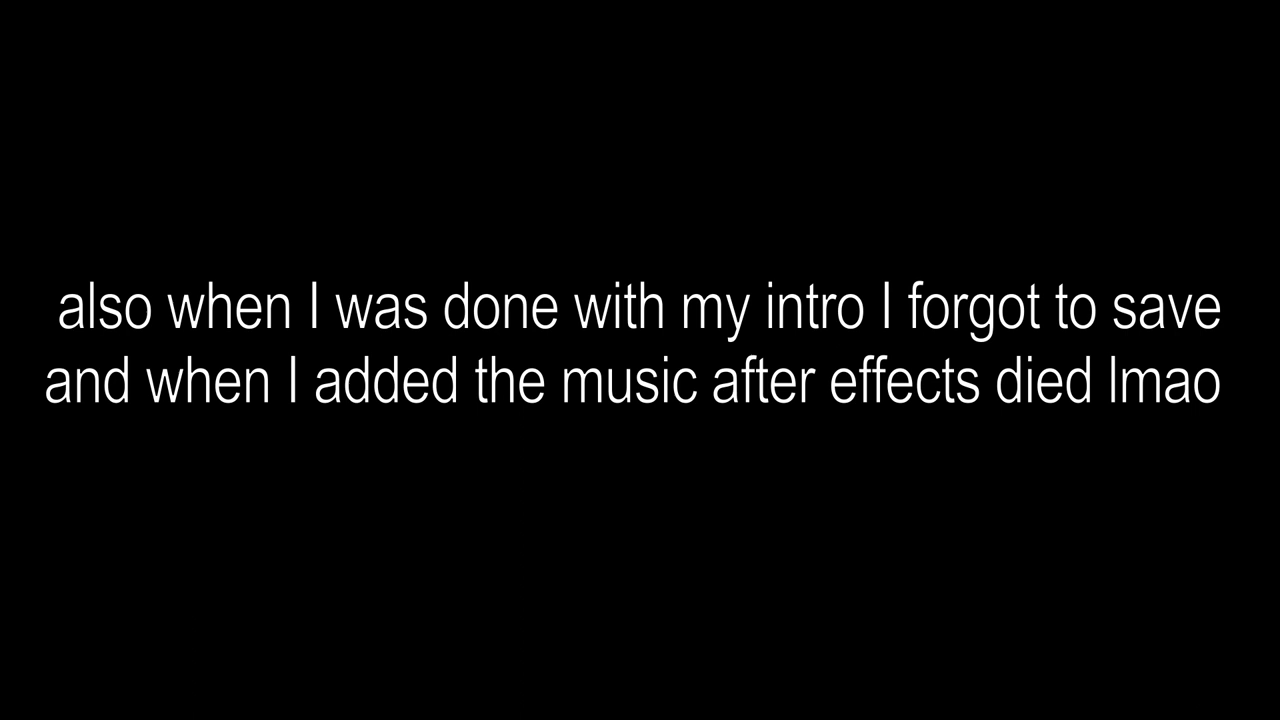 also when I was done with my intro I forgot to save
and when I added the music after effects died lmao